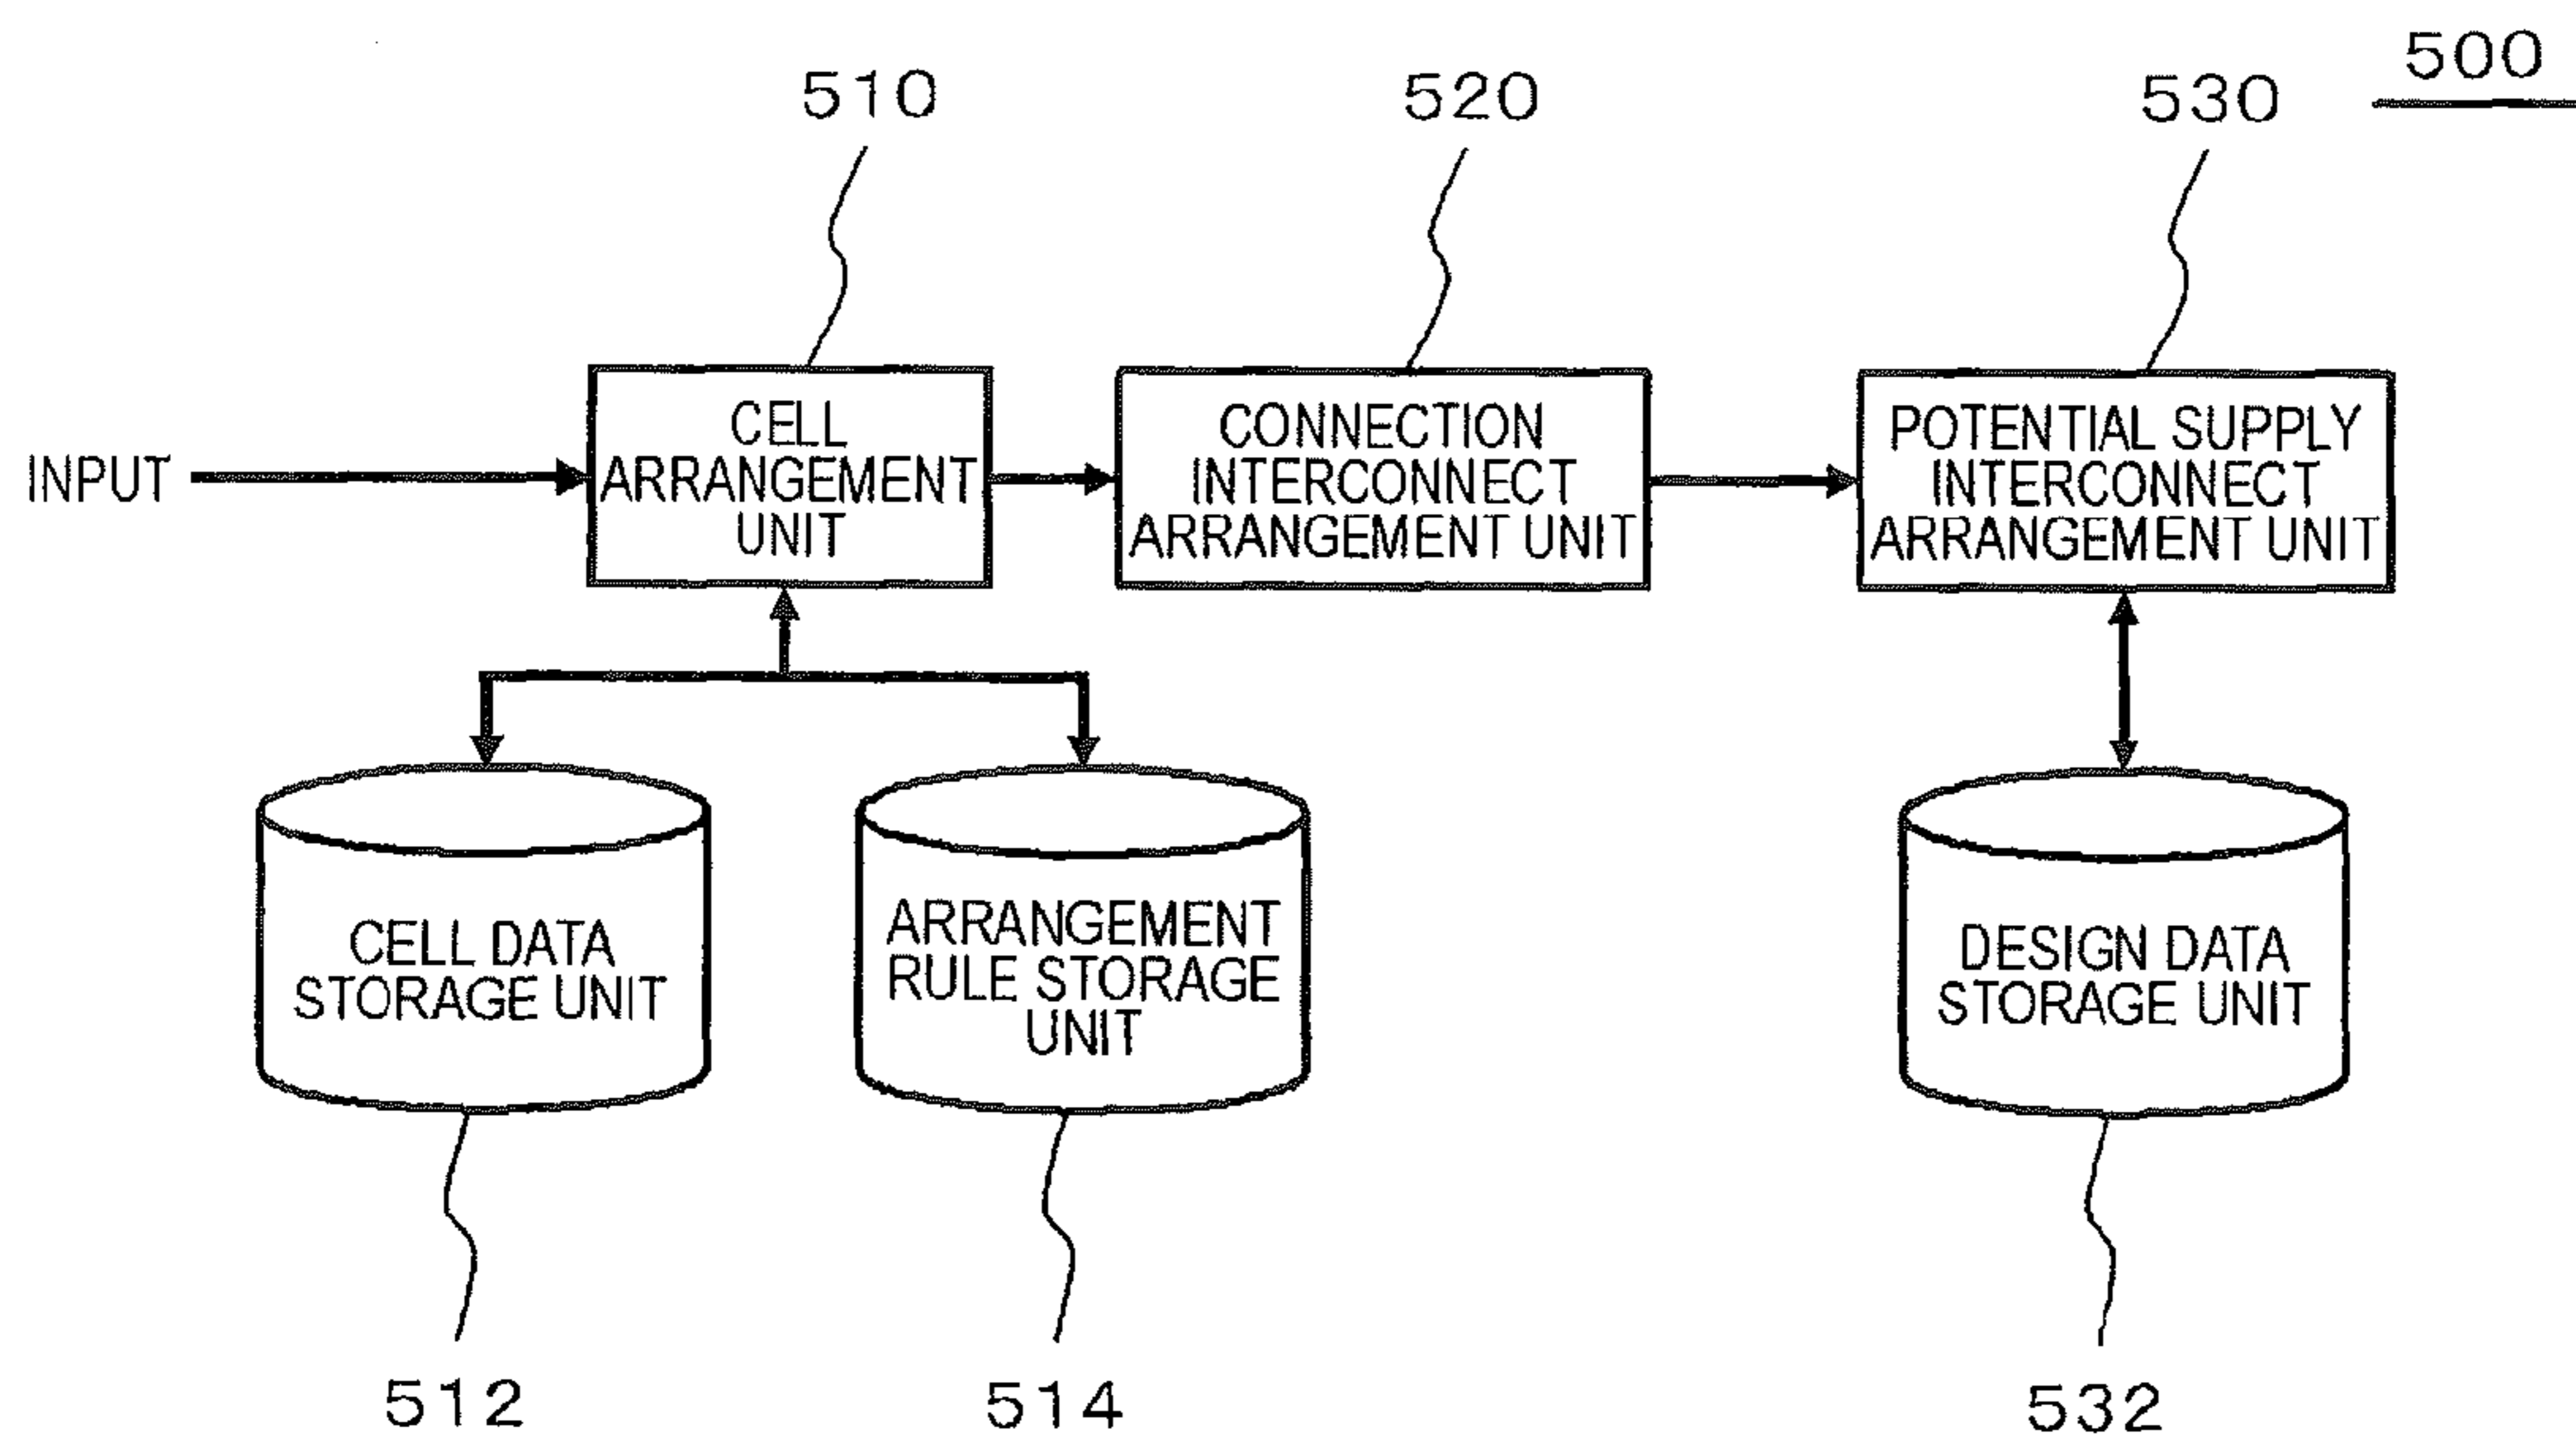 500
510
520
530
INPUT
CELL
ARRANGEMENT
UNIT
CONNECTION
INTERCONNECT
ARRANGEMENT UNIT
POTENTIAL SUPPLY
INTERCONNECT
ARRANGEMENT UNIT
CELL DATA
STORAGE UNIT
ARRANGEMENT
RULE STORAGE
UNIT
DESIGN DATA
STORAGE UNIT
512
514
532